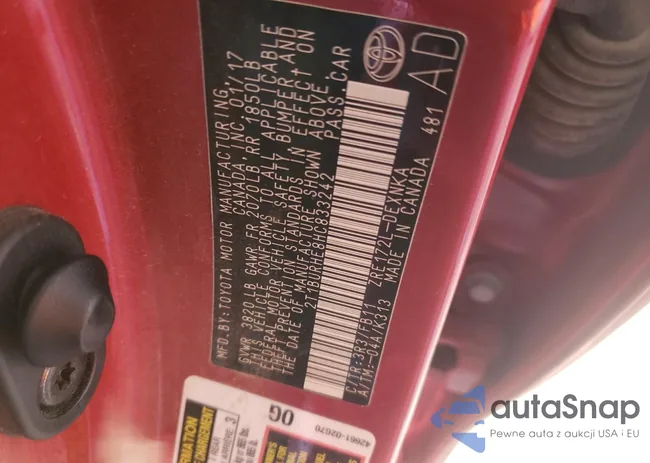 MFD.BY:TOYOTA MOTOR MANUFACTURING
CANADA, INC. 01/17
GVWR 3820LB GAWR FR 2070LB RR 1850LB
THIS VEHICLE CONFORMS TO ALL APPLICABLE
FEDERAL MOTOR VEHICLE SAFETY, BUMPER AND
THEFT PREVENTION STANDARDS IN EFFECT ON
THE DATE OF MANUFACTURE SHOWN ABOVE.
2T1BURHE8HC833242 PASS.CAR
C/TR:3R3/FB11 ZRE172L-DEXNKA
A/TM:-04A/K313 MADE IN CANADA
481 AD
0G
42661-02G70
autaSnap
Pewne auta z aukcji USA i EU